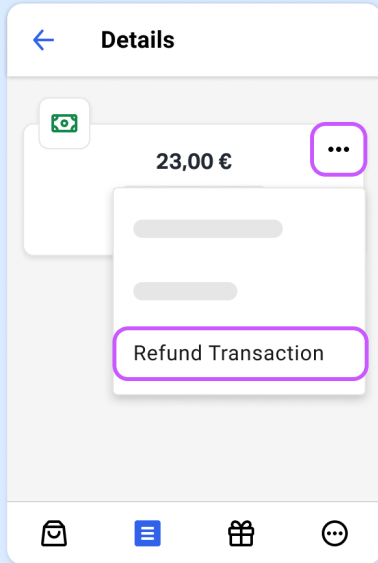 Details
23,00 €
Refund Transaction